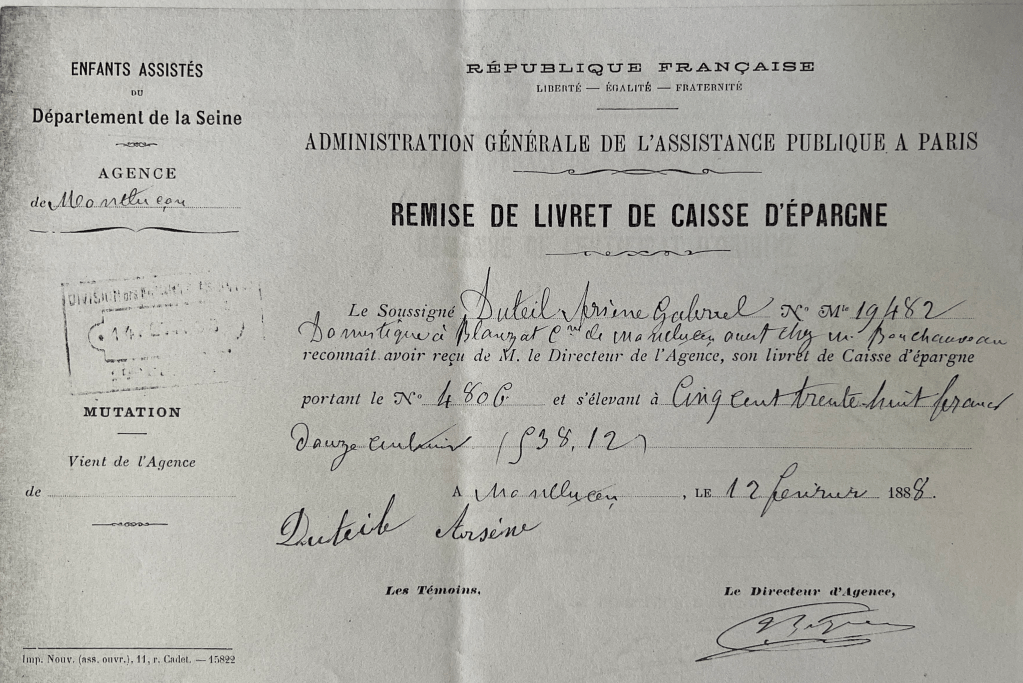 ENFANTS ASSISTÉS
DU
Département de la Seine
AGENCE
de Montluçon
MUTATION
Vient de l'Agence
de
Imp. Nouv. (ass. ouvr.), 11, r. Cadet. — 15822
RÉPUBLIQUE FRANÇAISE
LIBERTÉ — ÉGALITÉ — FRATERNITÉ
ADMINISTRATION GÉNÉRALE DE L'ASSISTANCE PUBLIQUE A PARIS
REMISE DE LIVRET DE CAISSE D'ÉPARGNE
Le Soussigné Duteil Arsène Gabriel No Mle 19482
Domestique à Blanzat Cne de Montluçon chez M.
reconnaît avoir reçu de M. le Directeur de l'Agence, son livret de Caisse d'épargne
portant le No 4806 et s'élevant à Cinq cent trente huit francs
douze centimes (538.12)
A Montluçon, LE 12 février 1888.
Duteil Arsène
Les Témoins,
Le Directeur d'Agence,